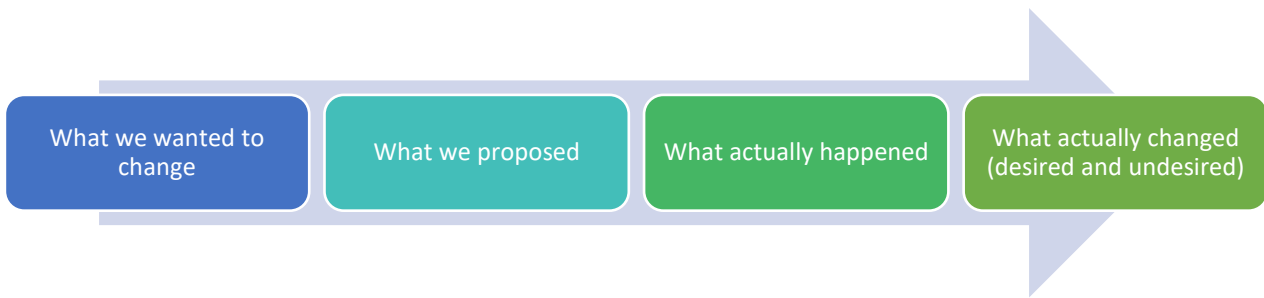 What we wanted to
change
What we proposed
What actually happened
What actually changed
(desired and undesired)